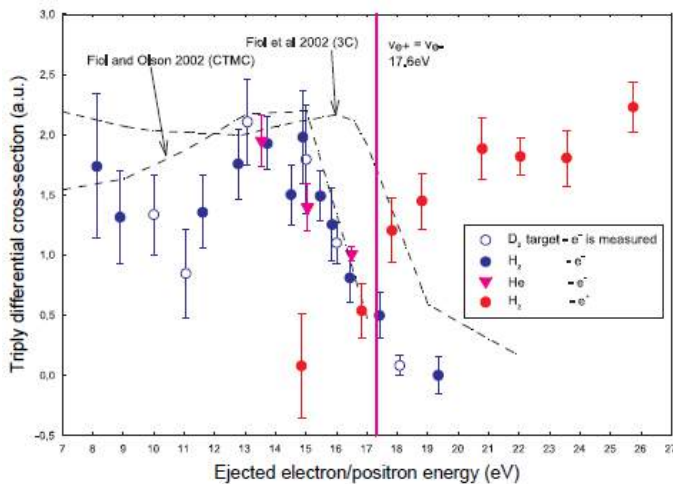 Fiol et al 2002 (3C)
Fiol and Olson 2002 (CTMC)
ve+ = ve-
17,6eV
3,0
2,5
2,0
1,5
1,0
0,5
0,0
-0,5
Triply differential cross-section (a.u.)
D2 target - e- is measured
H2 - e-
He - e-
H2 - e+
7 8 9 10 11 12 13 14 15 16 17 18 19 20 21 22 23 24 25 26 27
Ejected electron/positron energy (eV)